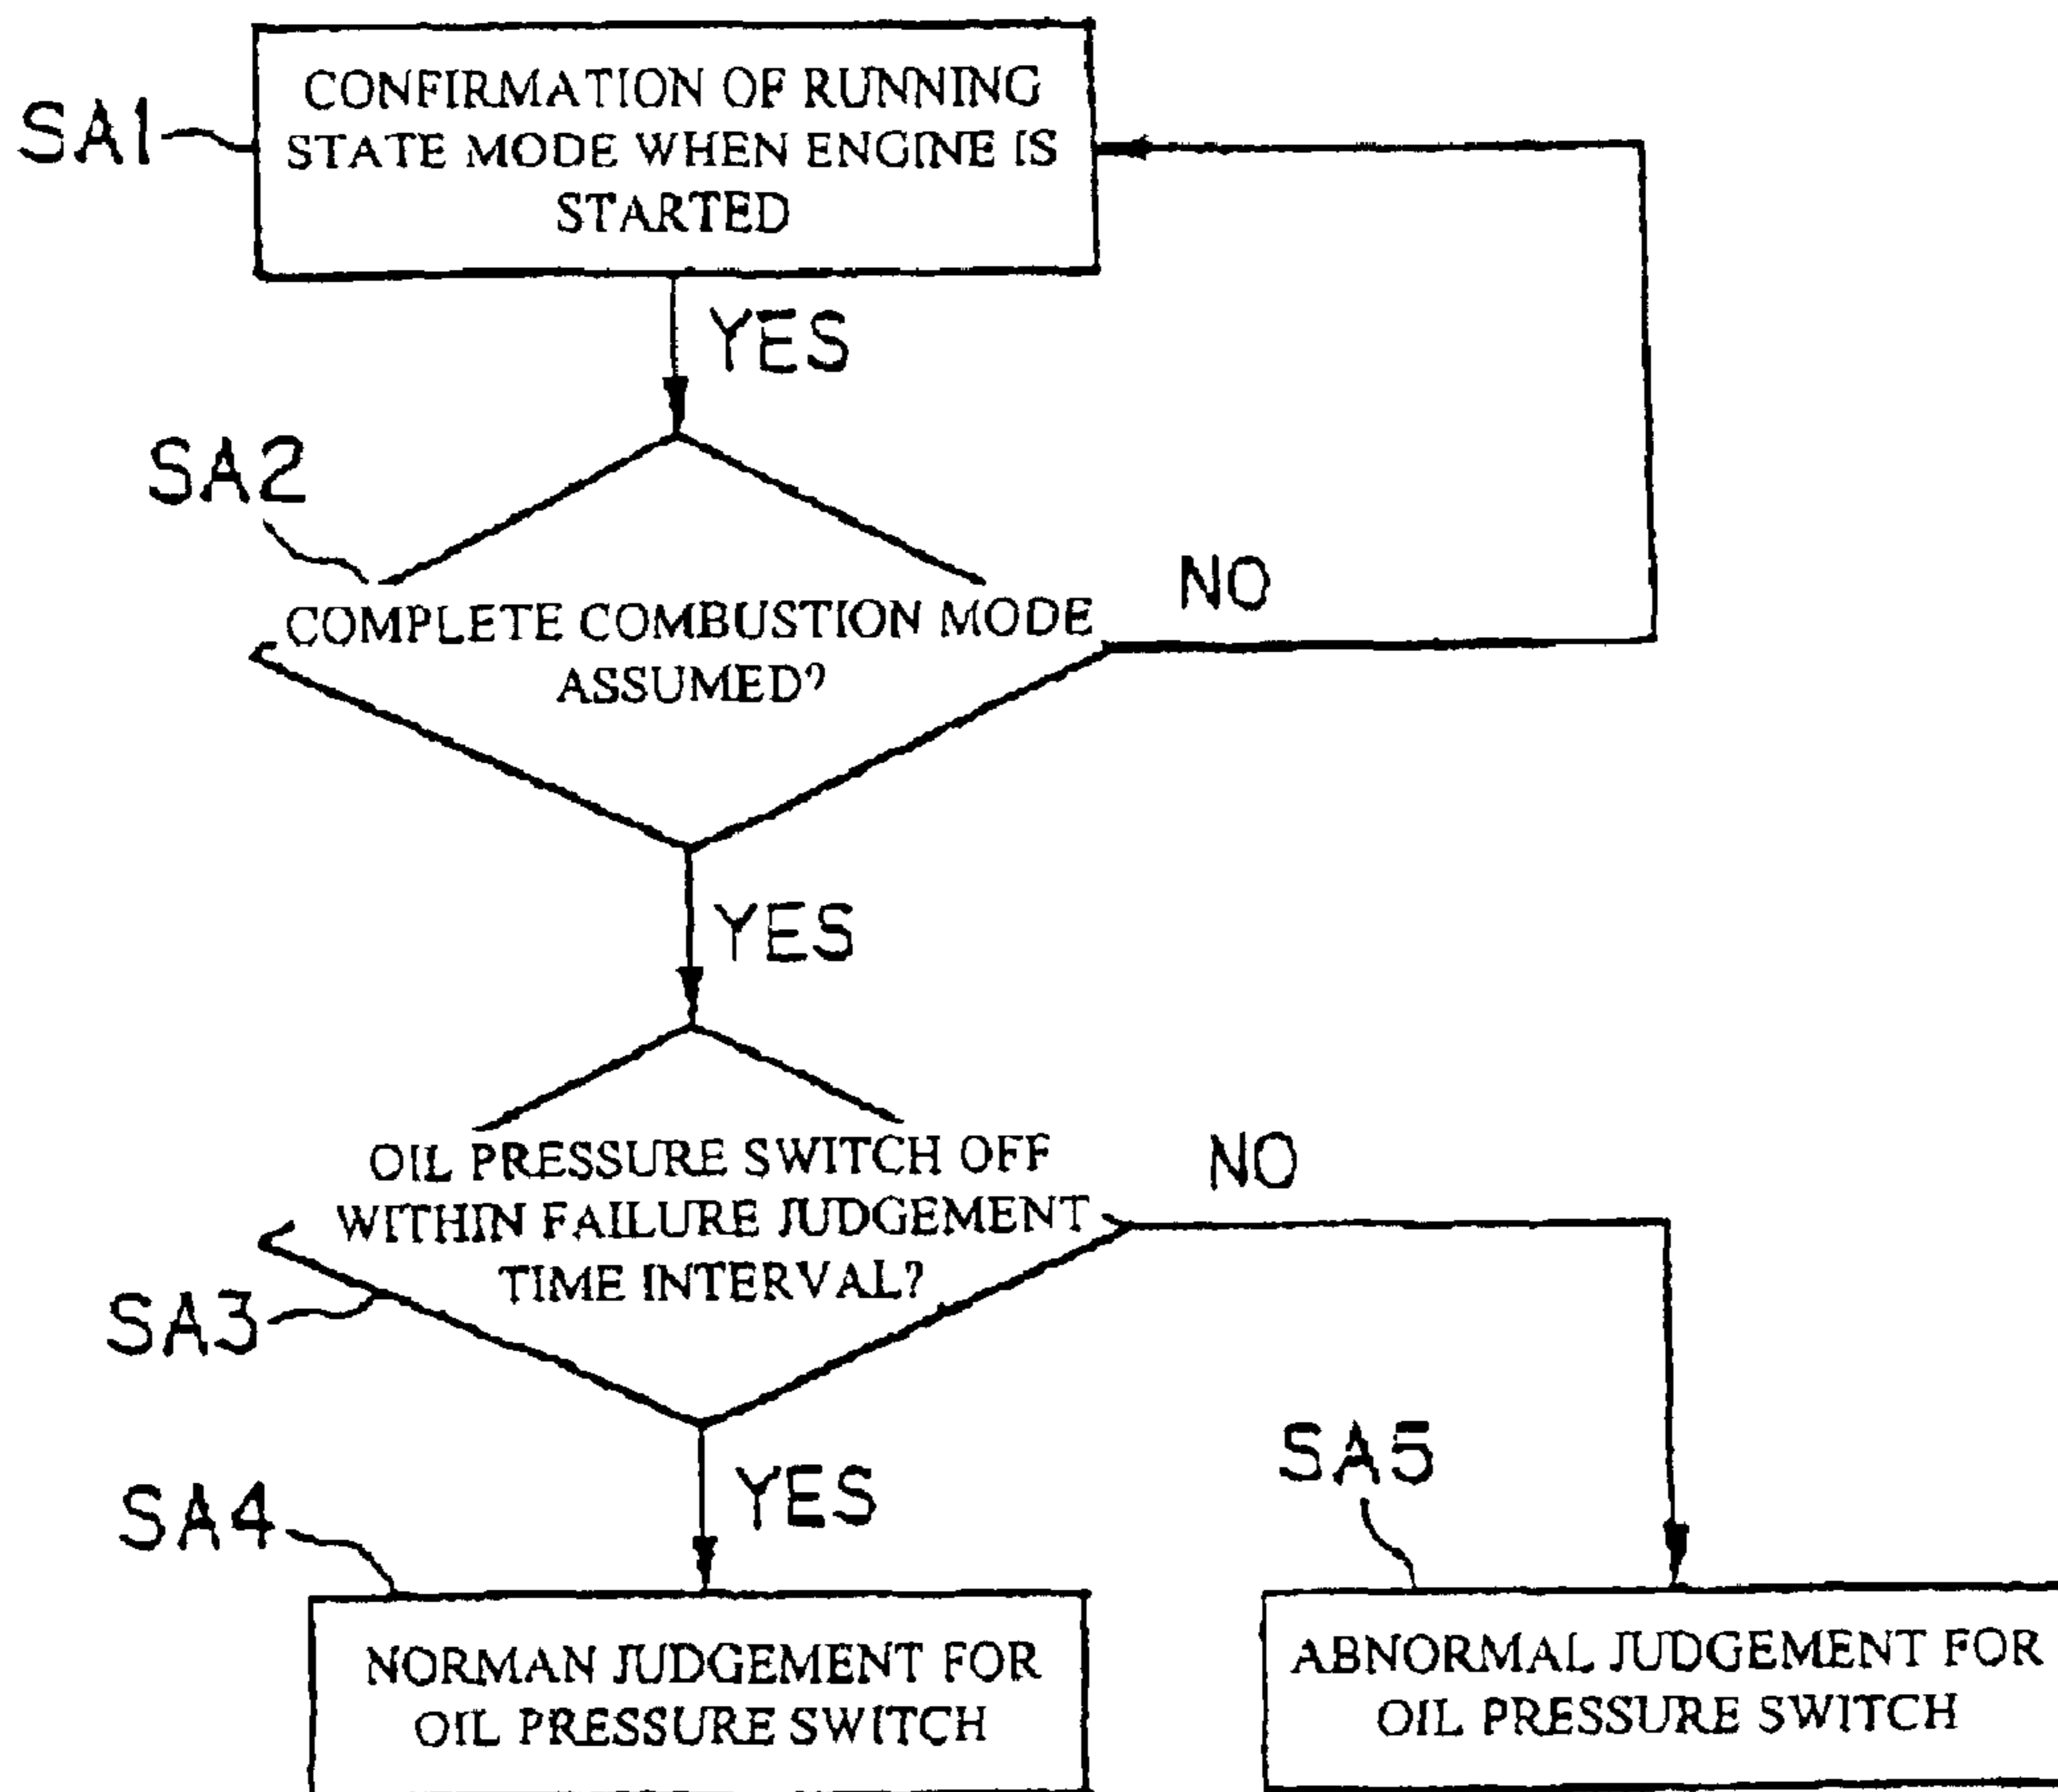 SA1
CONFIRMATION OF RUNNING
STATE MODE WHEN ENGINE IS
STARTED
YES
SA2
COMPLETE COMBUSTION MODE
ASSUMED?
NO
YES
OIL PRESSURE SWITCH OFF
WITHIN FAILURE JUDGEMENT
TIME INTERVAL?
NO
SA3
YES
SA4
NORMAN JUDGEMENT FOR
OIL PRESSURE SWITCH
SA5
ABNORMAL JUDGEMENT FOR
OIL PRESSURE SWITCH